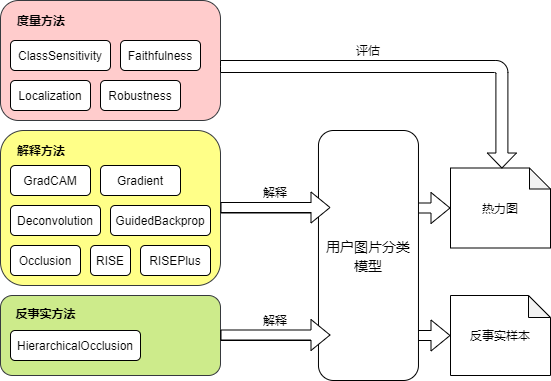 度量方法
ClassSensitivity
Faithfulness
Localization
Robustness
评估
解释方法
GradCAM
Gradient
Deconvolution
GuidedBackprop
Occlusion
RISE
RISEPlus
解释
用户图片分类
模型
热力图
反事实方法
HierarchicalOcclusion
解释
反事实样本